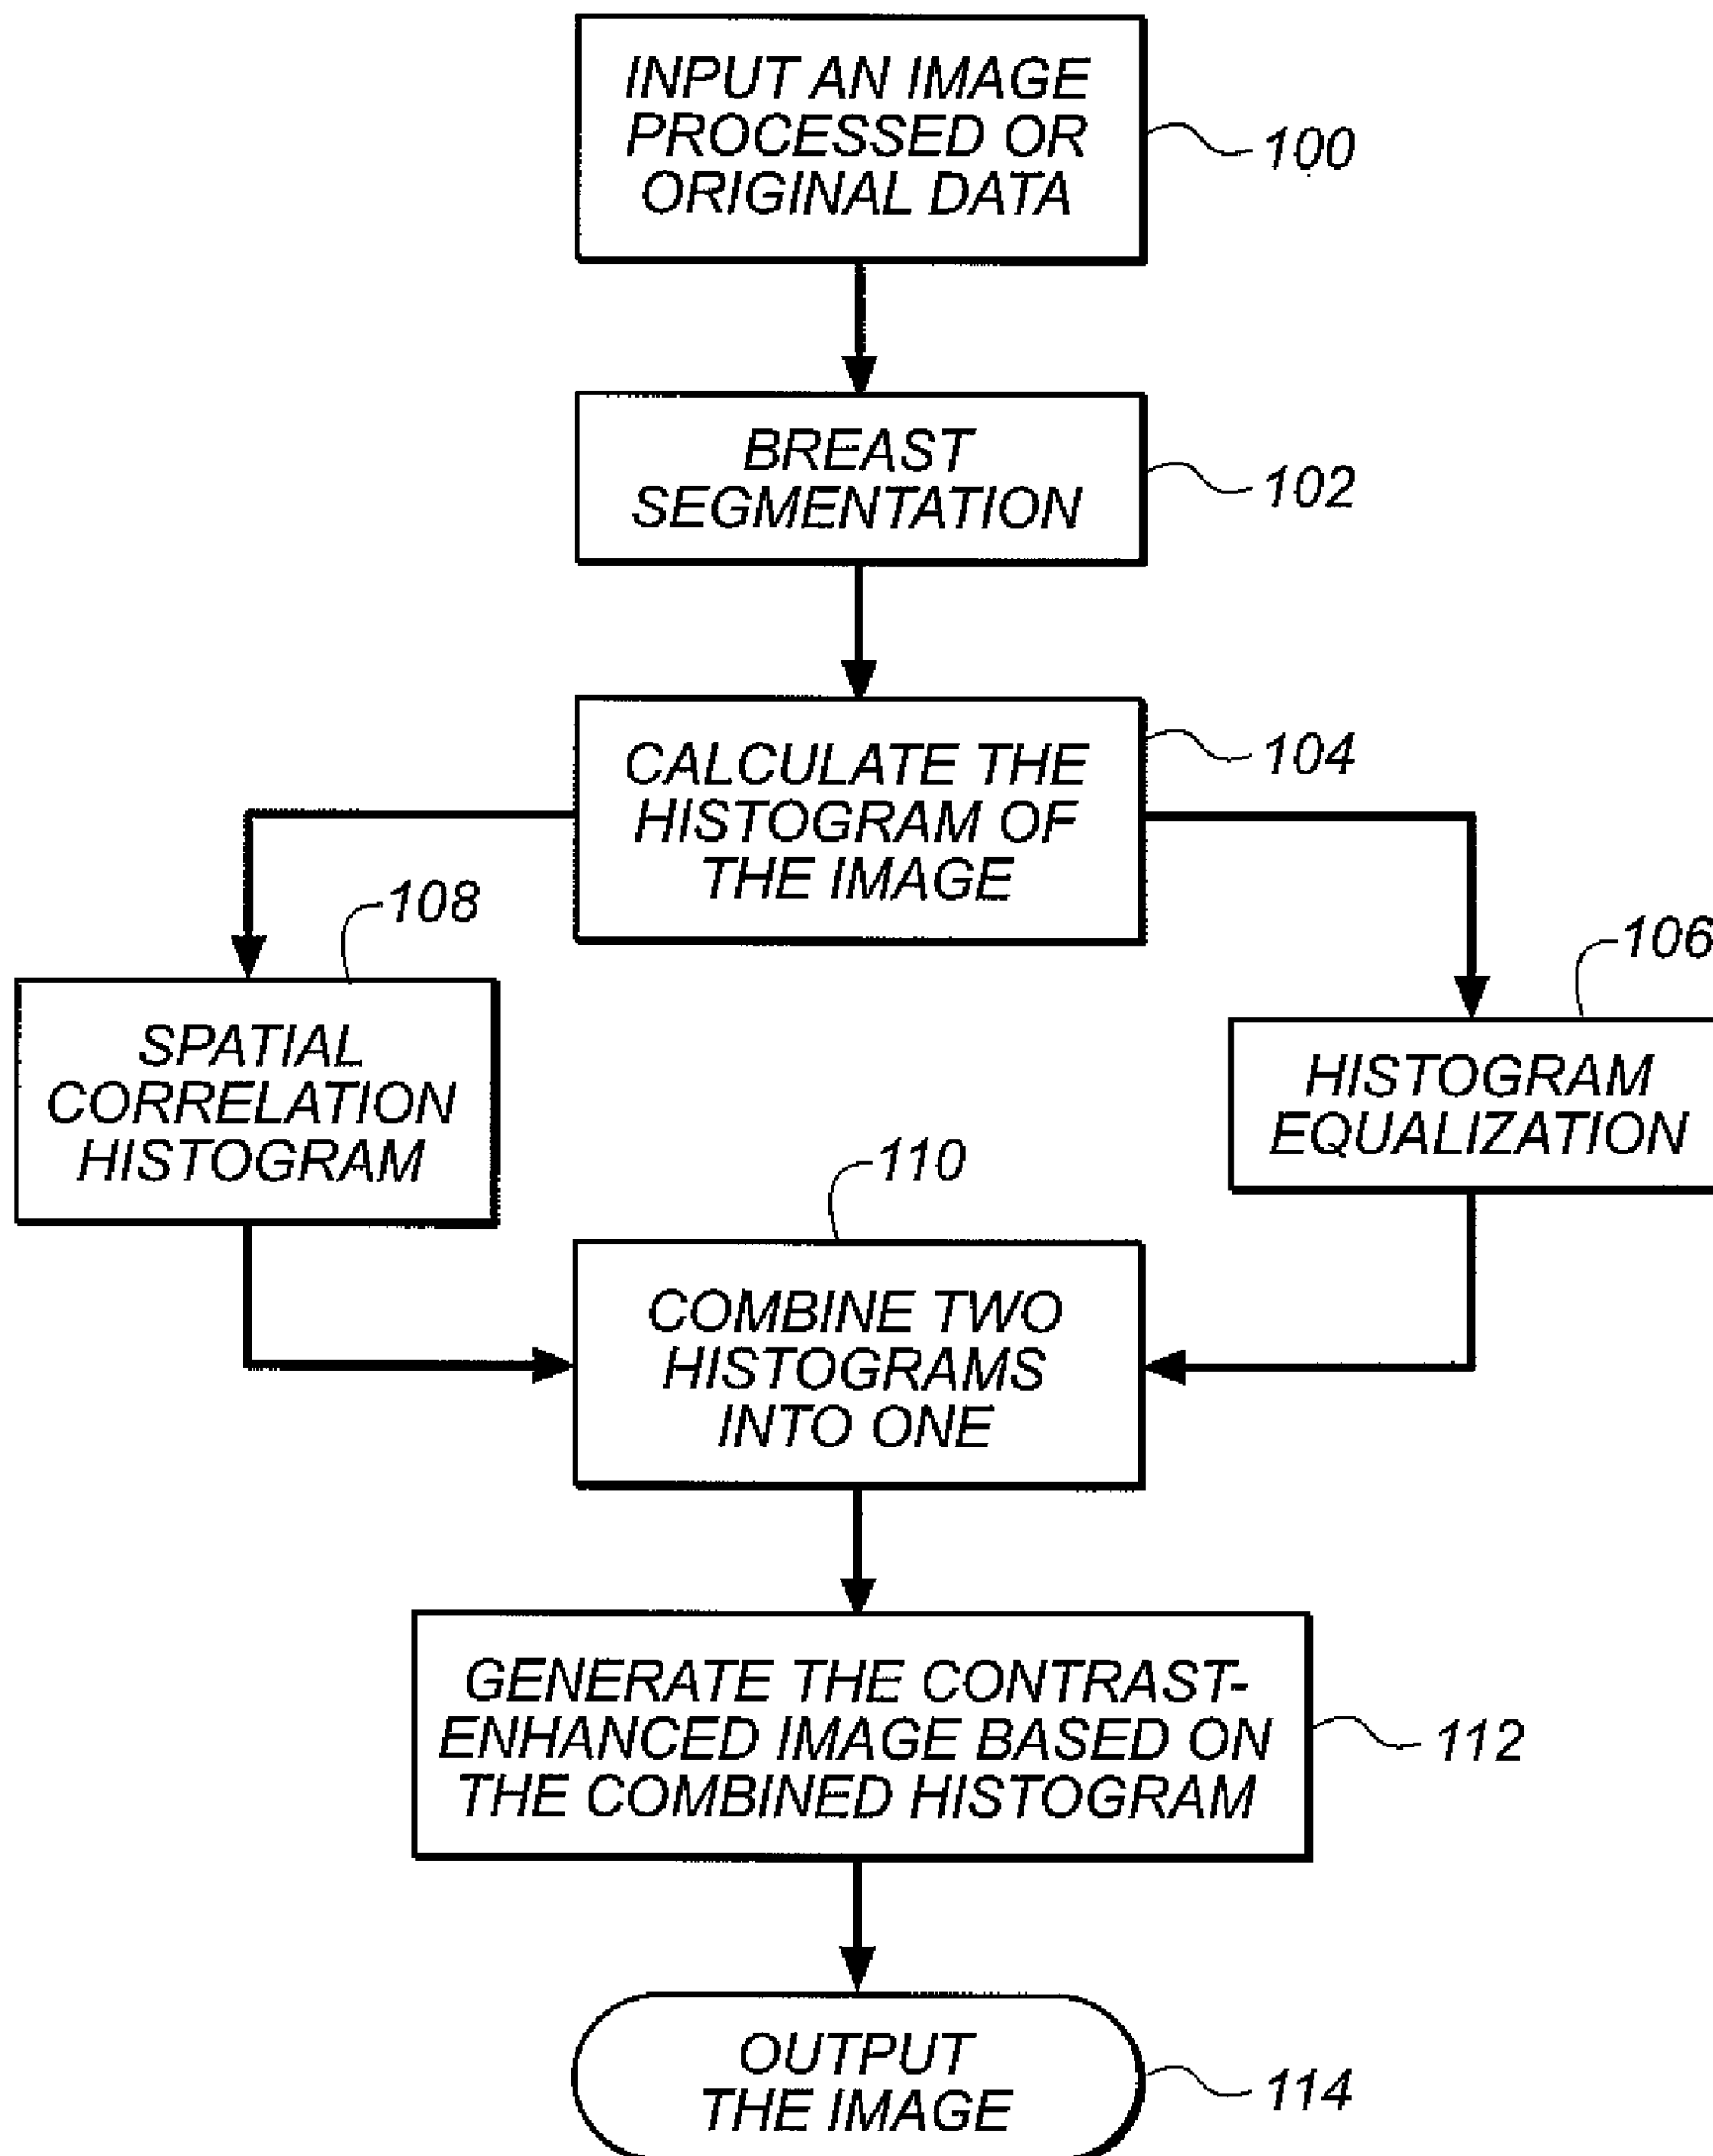 INPUT AN IMAGE
PROCESSED OR
ORIGINAL DATA
100
BREAST
SEGMENTATION
102
CALCULATE THE
HISTOGRAM OF
THE IMAGE
104
108
SPATIAL
CORRELATION
HISTOGRAM
106
HISTOGRAM
EQUALIZATION
110
COMBINE TWO
HISTOGRAMS
INTO ONE
GENERATE THE CONTRAST-
ENHANCED IMAGE BASED ON
THE COMBINED HISTOGRAM
112
OUTPUT
THE IMAGE
114